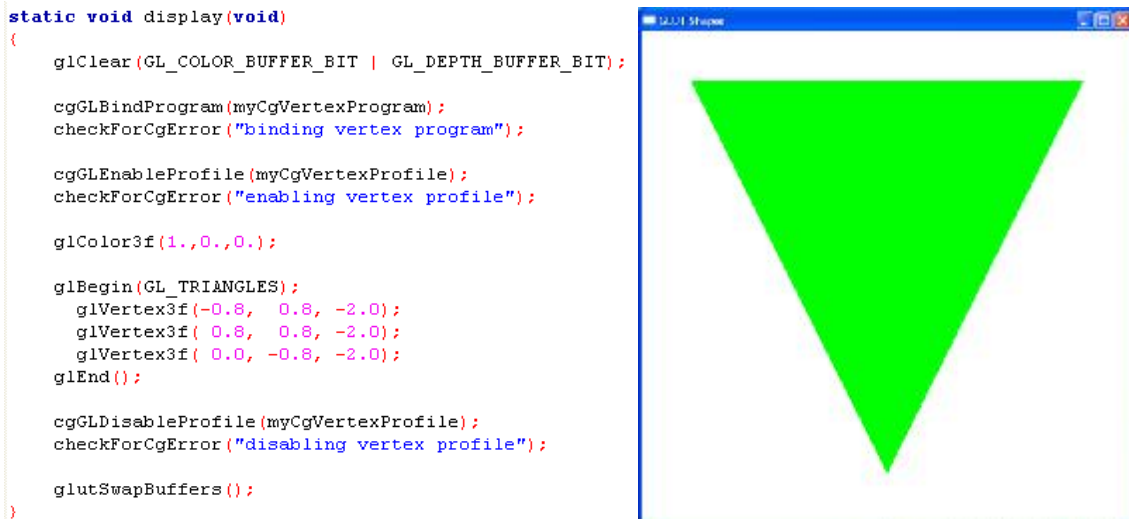 static void display(void)
{
glClear(GL_COLOR_BUFFER_BIT | GL_DEPTH_BUFFER_BIT);
cgGLBindProgram(myCgVertexProgram);
checkForCgError("binding vertex program");
cgGLEnableProfile(myCgVertexProfile);
checkForCgError("enabling vertex profile");
glColor3f(1.,0.,0.);
glBegin(GL_TRIANGLES);
glVertex3f(-0.8,  0.8, -2.0);
glVertex3f( 0.8,  0.8, -2.0);
glVertex3f( 0.0, -0.8, -2.0);
glEnd();
cgGLDisableProfile(myCgVertexProfile);
checkForCgError("disabling vertex profile");
glutSwapBuffers();
}
GLUT Shapes